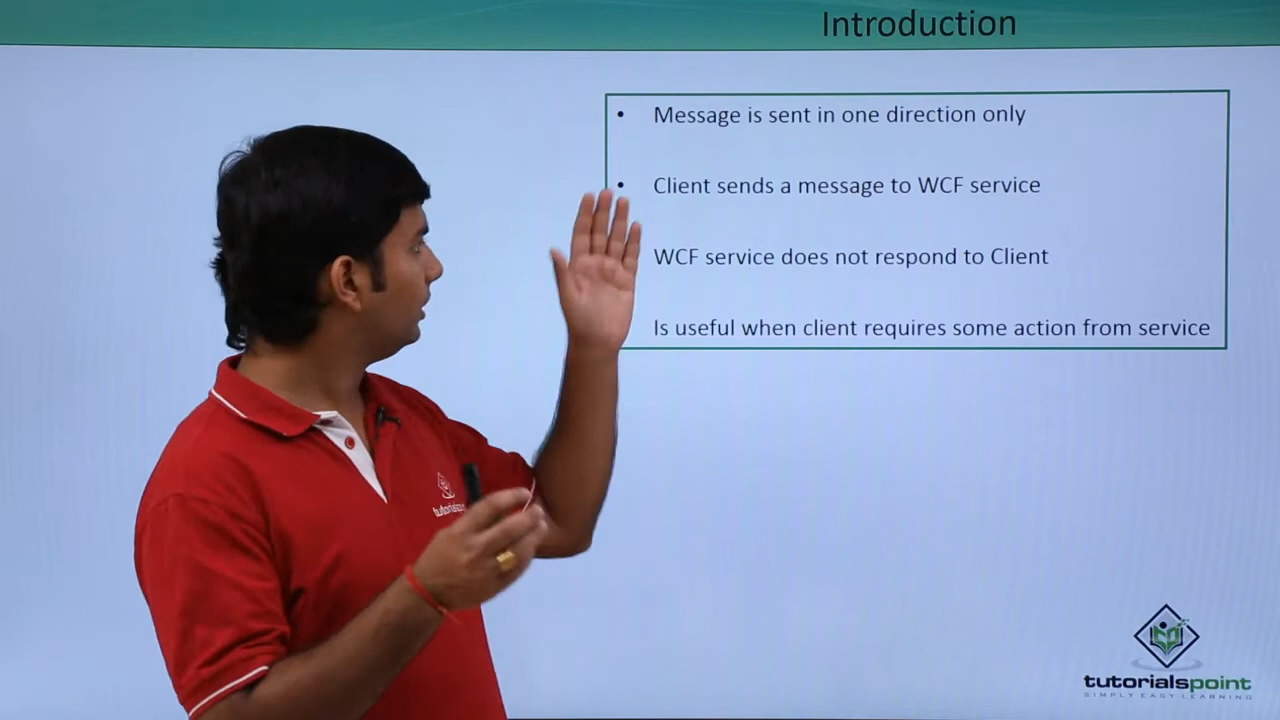 Introduction
• Message is sent in one direction only
• Client sends a message to WCF service
WCF service does not respond to Client
Is useful when client requires some action from service
tutorialspoint
SIMPLY EASY LEARNING